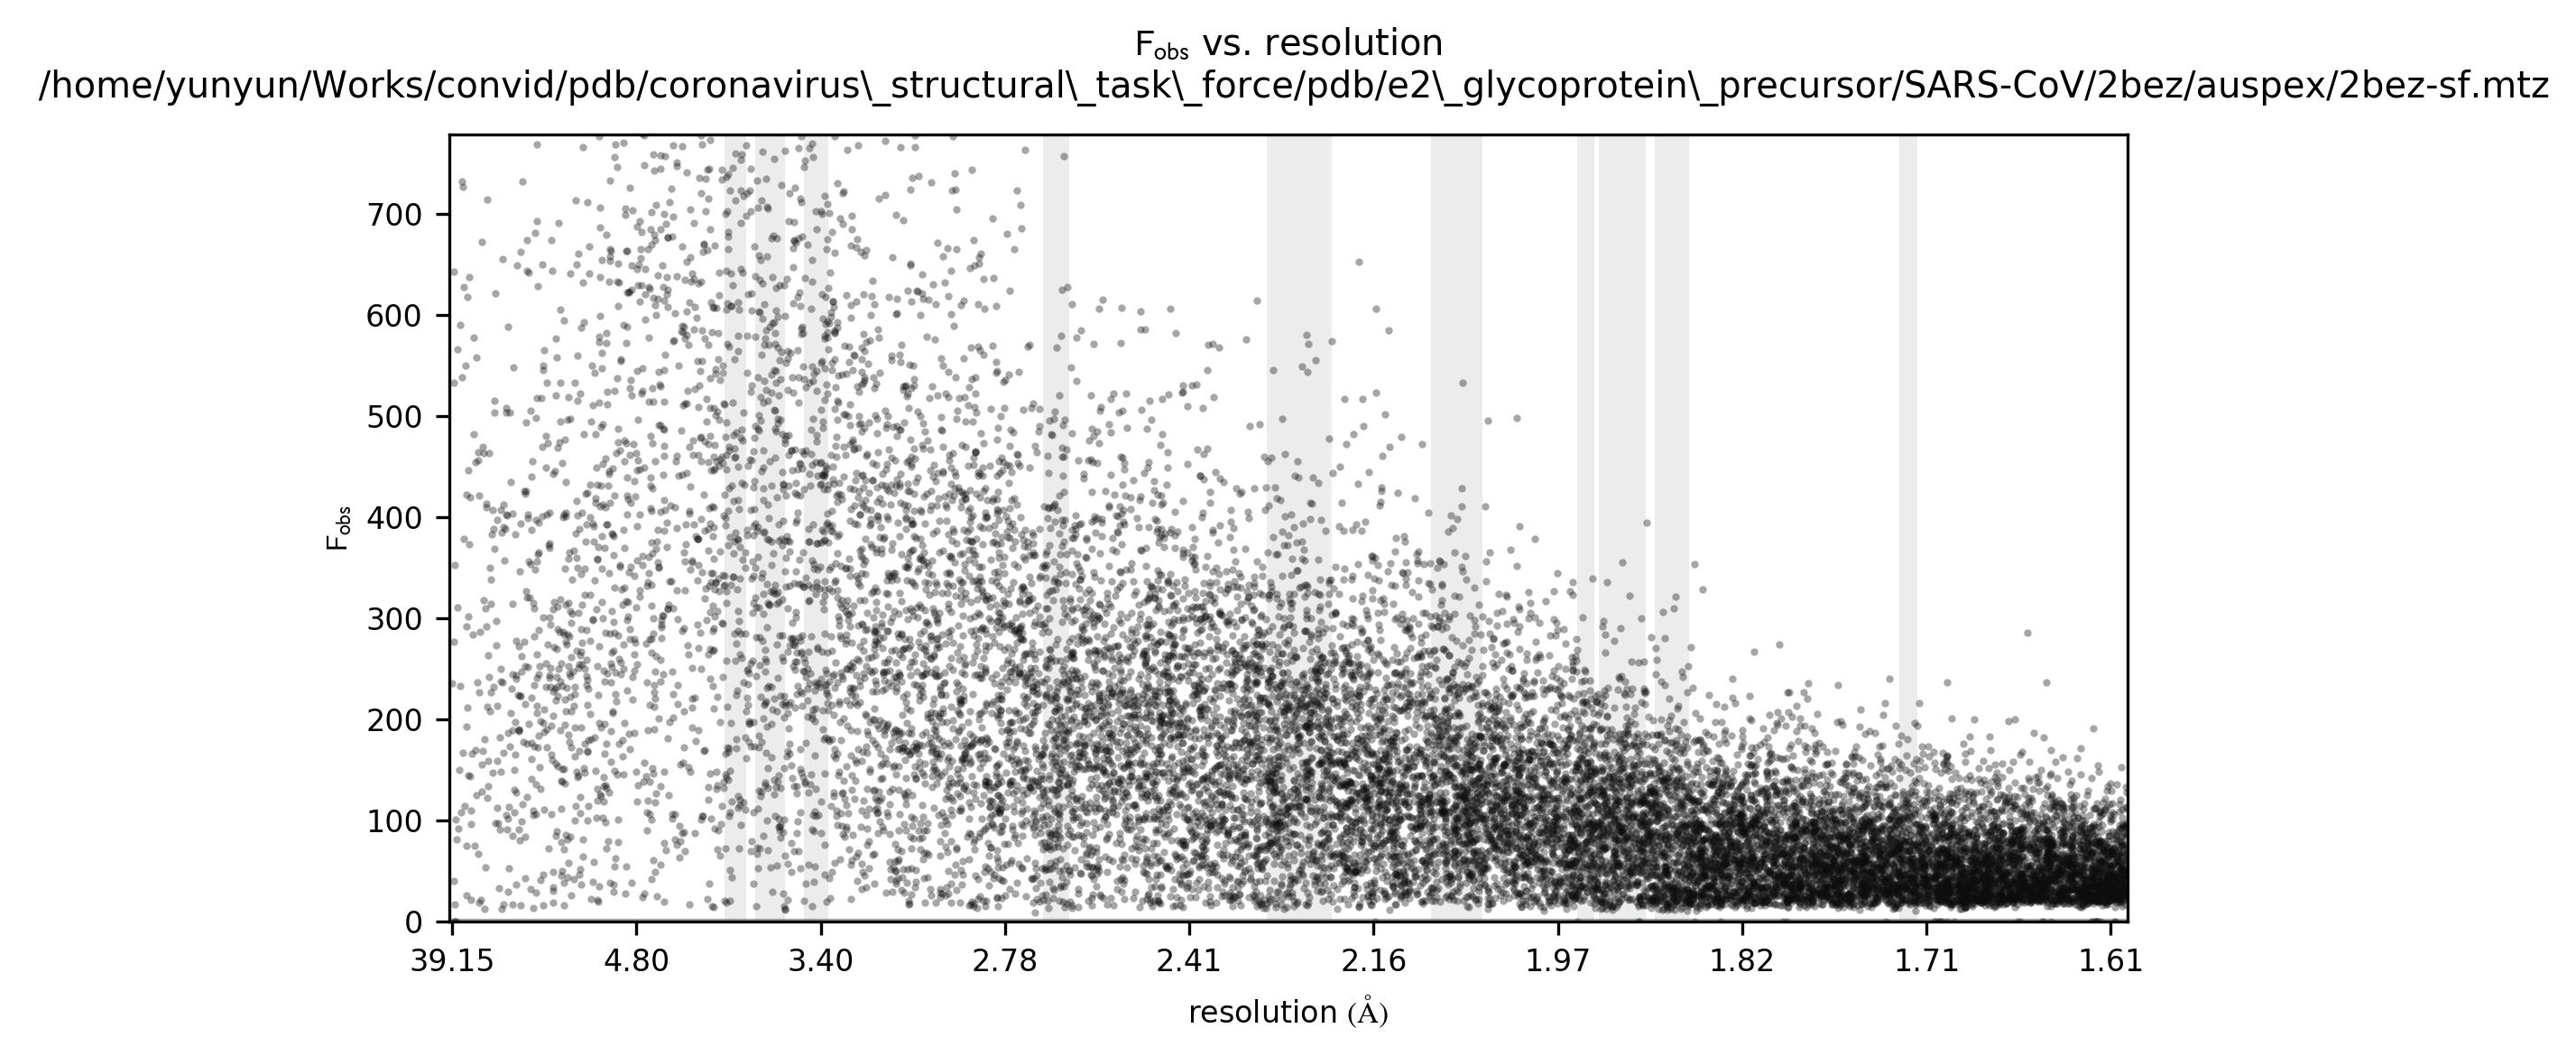 Fobs vs. resolution
/home/yunyun/Works/convid/pdb/coronavirus\_structural\_task\_force/pdb/e2\_glycoprotein\_precursor/SARS-CoV/2bez/auspex/2bez-sf.mtz
700
600
500
400
300
200
100
0
Fobs
39.15 4.80 3.40 2.78 2.41 2.16 1.97 1.82 1.71 1.61
resolution (Å)